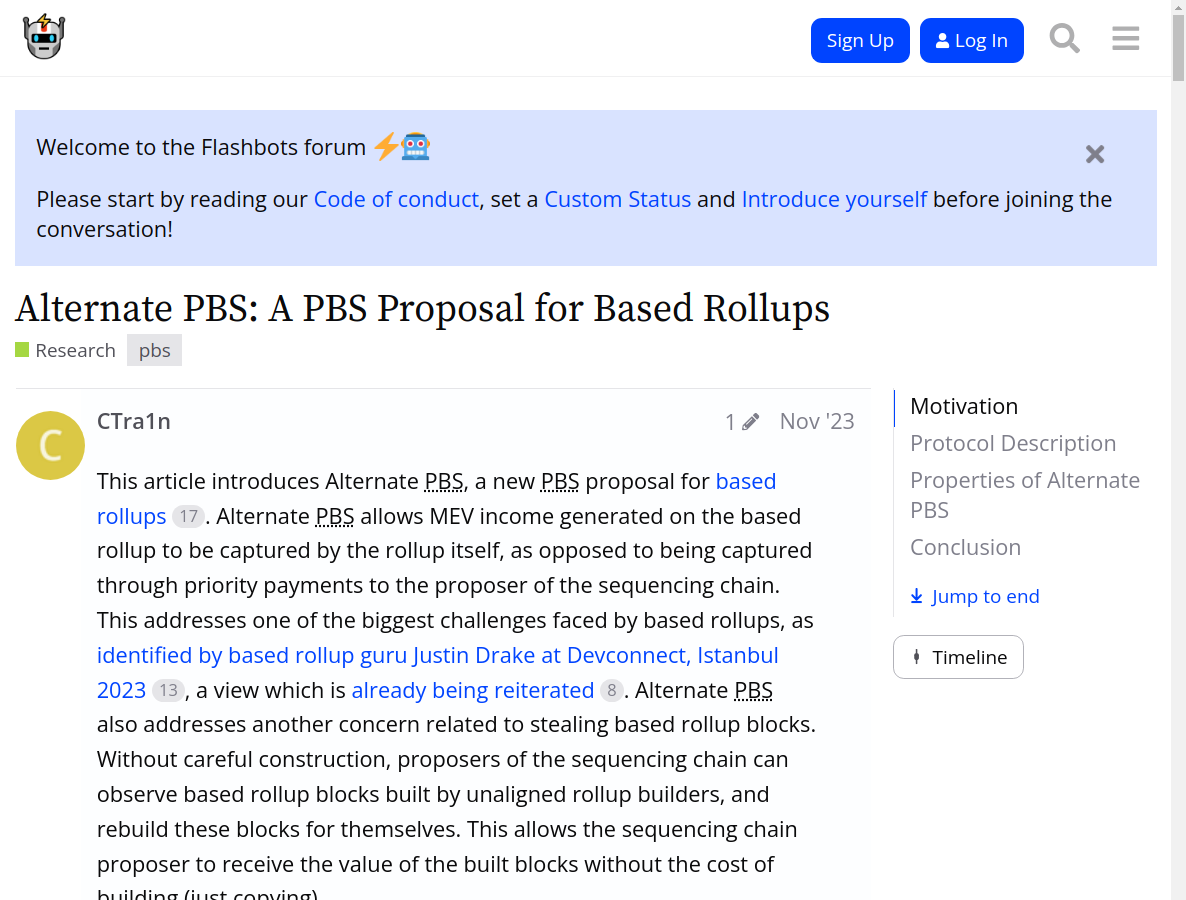 Sign Up
Log In
Welcome to the Flashbots forum
Please start by reading our Code of conduct, set a Custom Status and Introduce yourself before joining the
conversation!
Alternate PBS: A PBS Proposal for Based Rollups
Research pbs
C
CTra1n 1 Nov '23
This article introduces Alternate PBS, a new PBS proposal for based
rollups 17. Alternate PBS allows MEV income generated on the based
rollup to be captured by the rollup itself, as opposed to being captured
through priority payments to the proposer of the sequencing chain.
This addresses one of the biggest challenges faced by based rollups, as
identified by based rollup guru Justin Drake at Devconnect, Istanbul
2023 13, a view which is already being reiterated 8. Alternate PBS
also addresses another concern related to stealing based rollup blocks.
Without careful construction, proposers of the sequencing chain can
observe based rollup blocks built by unaligned rollup builders, and
rebuild these blocks for themselves. This allows the sequencing chain
proposer to receive the value of the built blocks without the cost of
building (just copying)
Motivation
Protocol Description
Properties of Alternate
PBS
Conclusion
Jump to end
Timeline